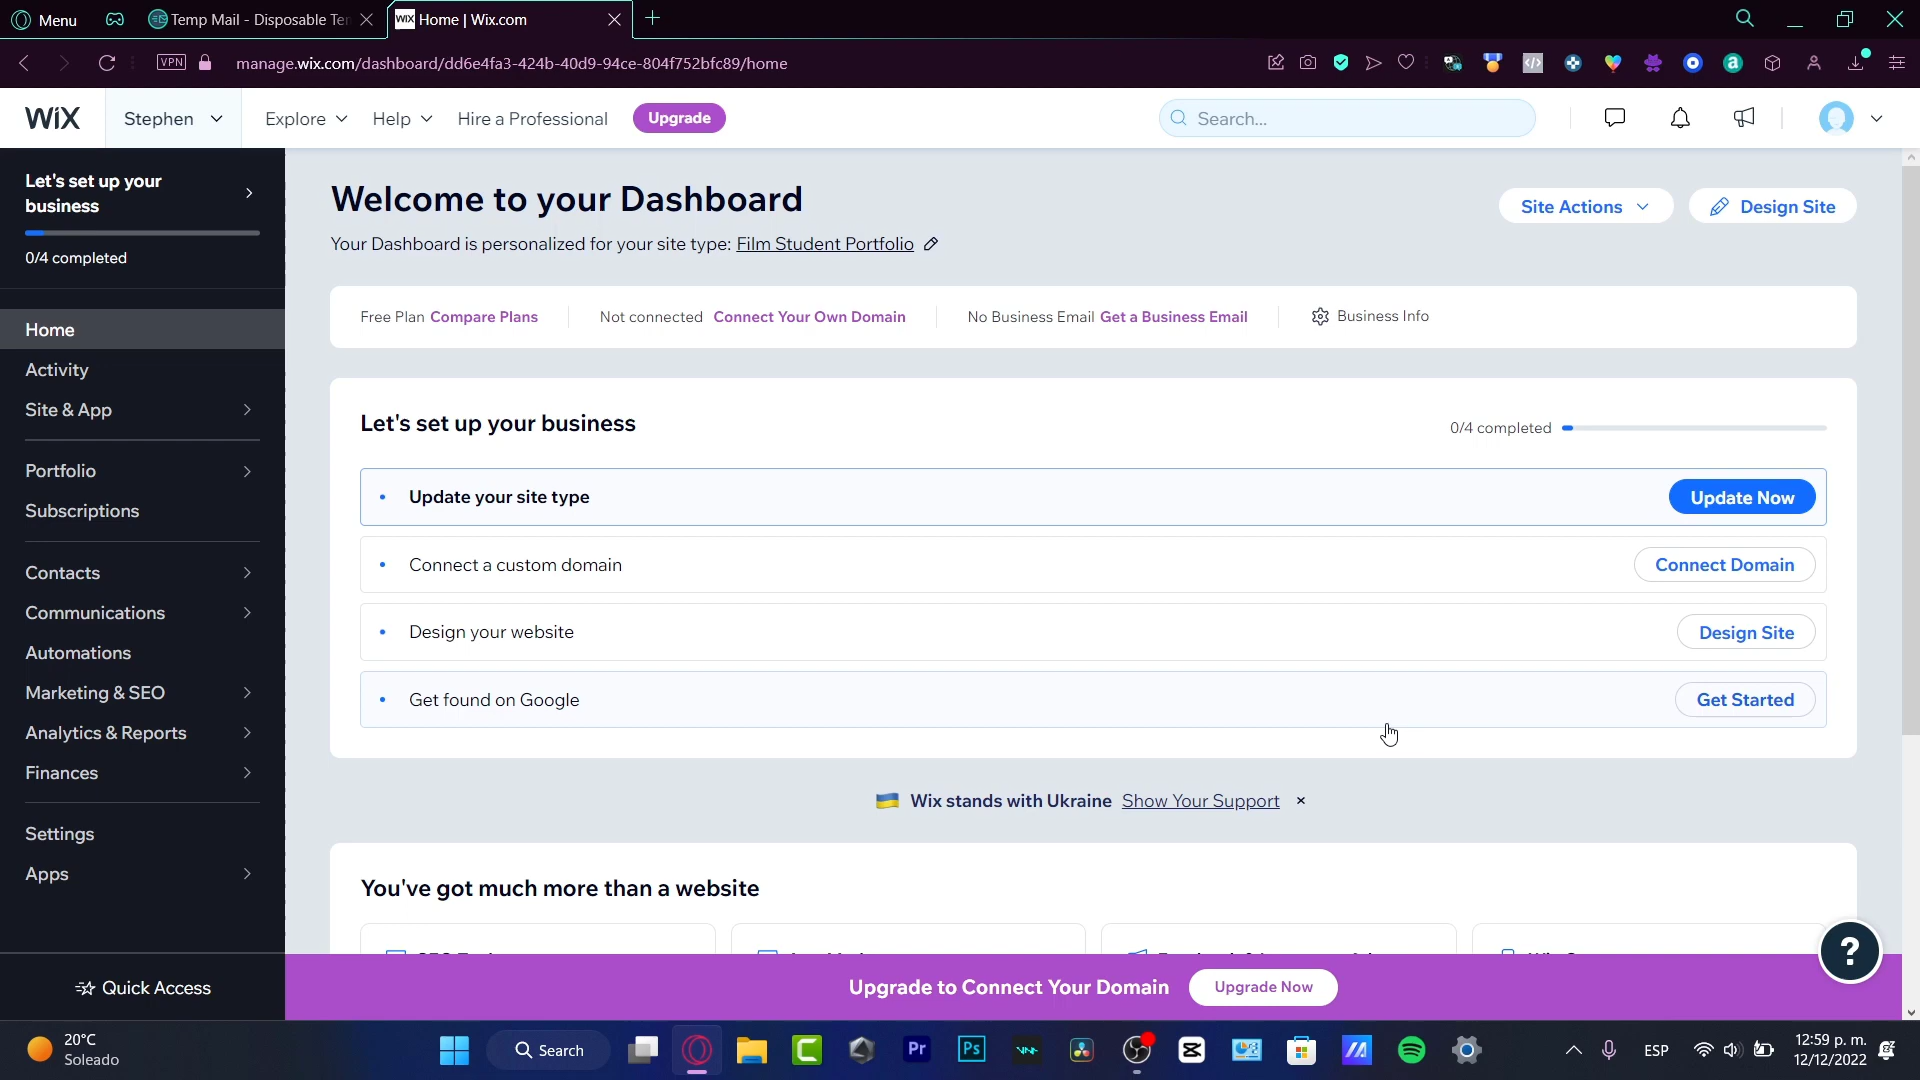 Menu
Temp Mail - Disposable Te
WiX Home | Wix.com
VPN
manage.wix.com/dashboard/dd6e4fa3-424b-40d9-94ce-804f752bfc89/home
WiX
Stephen
Explore
Help
Hire a Professional
Upgrade
Search...
Let's set up your
business
0/4 completed
Home
Activity
Site & App
Portfolio
Subscriptions
Contacts
Communications
Automations
Marketing & SEO
Analytics & Reports
Finances
Settings
Apps
Quick Access
Welcome to your Dashboard
Site Actions
Design Site
Your Dashboard is personalized for your site type: Film Student Portfolio
Free Plan Compare Plans
Not connected Connect Your Own Domain
No Business Email Get a Business Email
Business Info
Let's set up your business
0/4 completed
• Update your site type
Update Now
• Connect a custom domain
Connect Domain
• Design your website
Design Site
• Get found on Google
Get Started
Wix stands with Ukraine Show Your Support ×
You've got much more than a website
?
Upgrade to Connect Your Domain
Upgrade Now
20°C
Soleado
Search
Pr
Ps
ESP
12:59 p. m.
12/12/2022